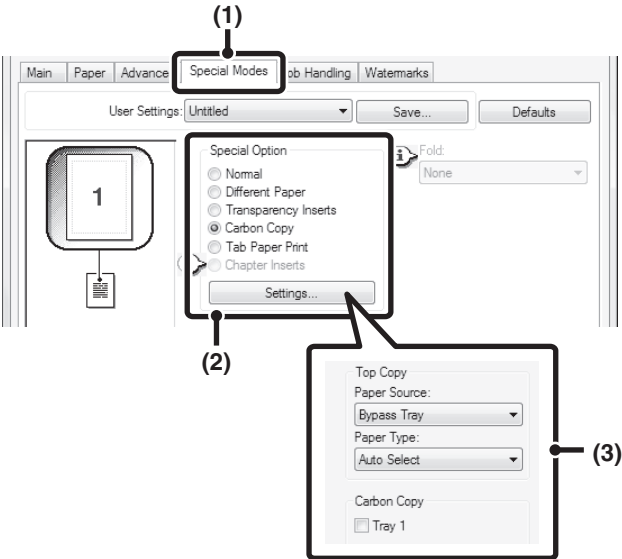 (1)
Main Paper Advance Special Modes ob Handling Watermarks
User Settings: Untitled Save... Defaults
Special Option
Fold:
Normal
None
1
Different Paper
Transparency Inserts
Carbon Copy
Tab Paper Print
Chapter Inserts
Settings...
(2)
Top Copy
Paper Source:
Bypass Tray
Paper Type:
Auto Select
(3)
Carbon Copy
Tray 1